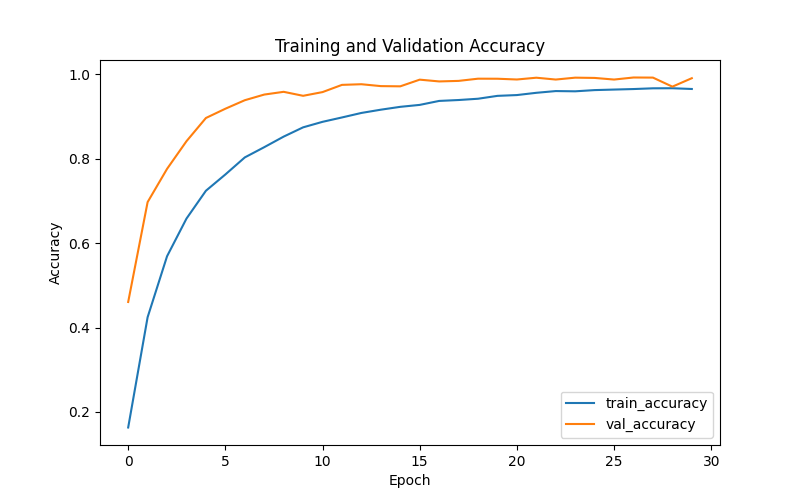 Training and Validation Accuracy
Accuracy
1.0
0.8
0.6
0.4
0.2
train_accuracy
val_accuracy
0 5 10 15 20 25 30
Epoch